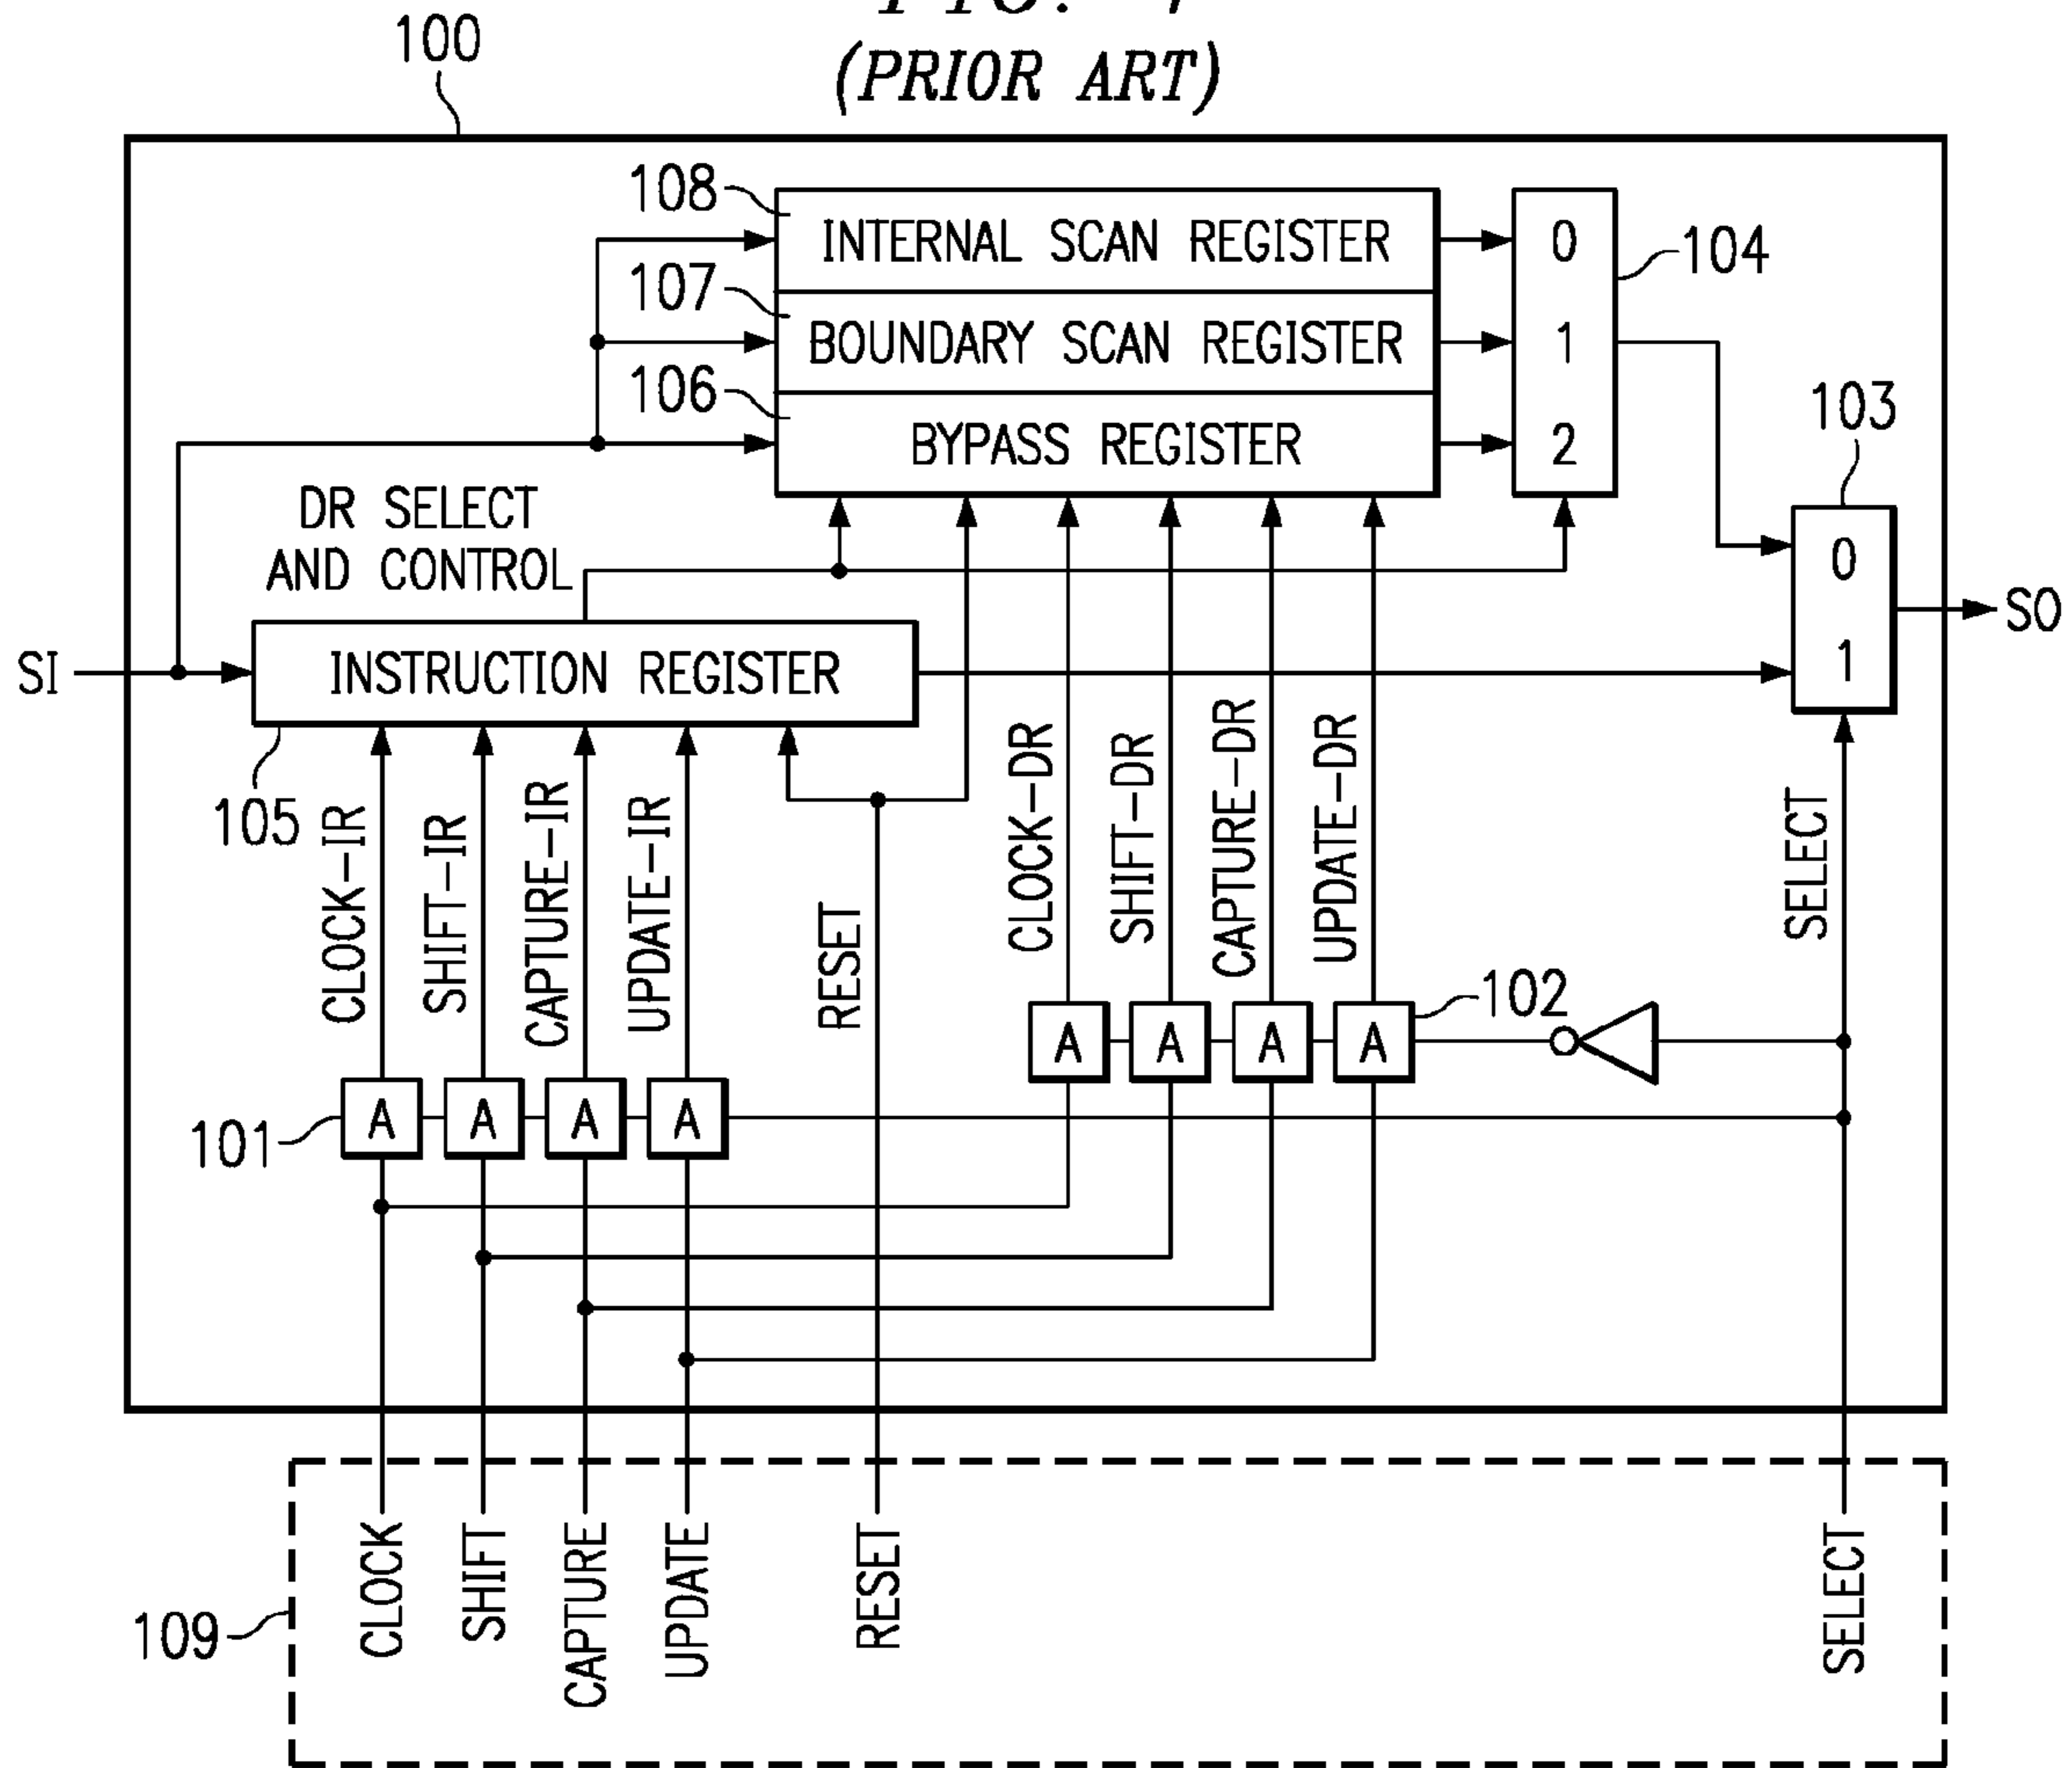 (PRIOR ART)
100
108
INTERNAL SCAN REGISTER
0
104
107
BOUNDARY SCAN REGISTER
1
106
BYPASS REGISTER
2
103
DR SELECT
AND CONTROL
0
1
SO
SI
INSTRUCTION REGISTER
105
CLOCK-IR
SHIFT-IR
CAPTURE-IR
UPDATE-IR
RESET
CLOCK-DR
SHIFT-DR
CAPTURE-DR
UPDATE-DR
SELECT
A
A
A
A
102
101
A
A
A
A
109
CLOCK
SHIFT
CAPTURE
UPDATE
RESET
SELECT